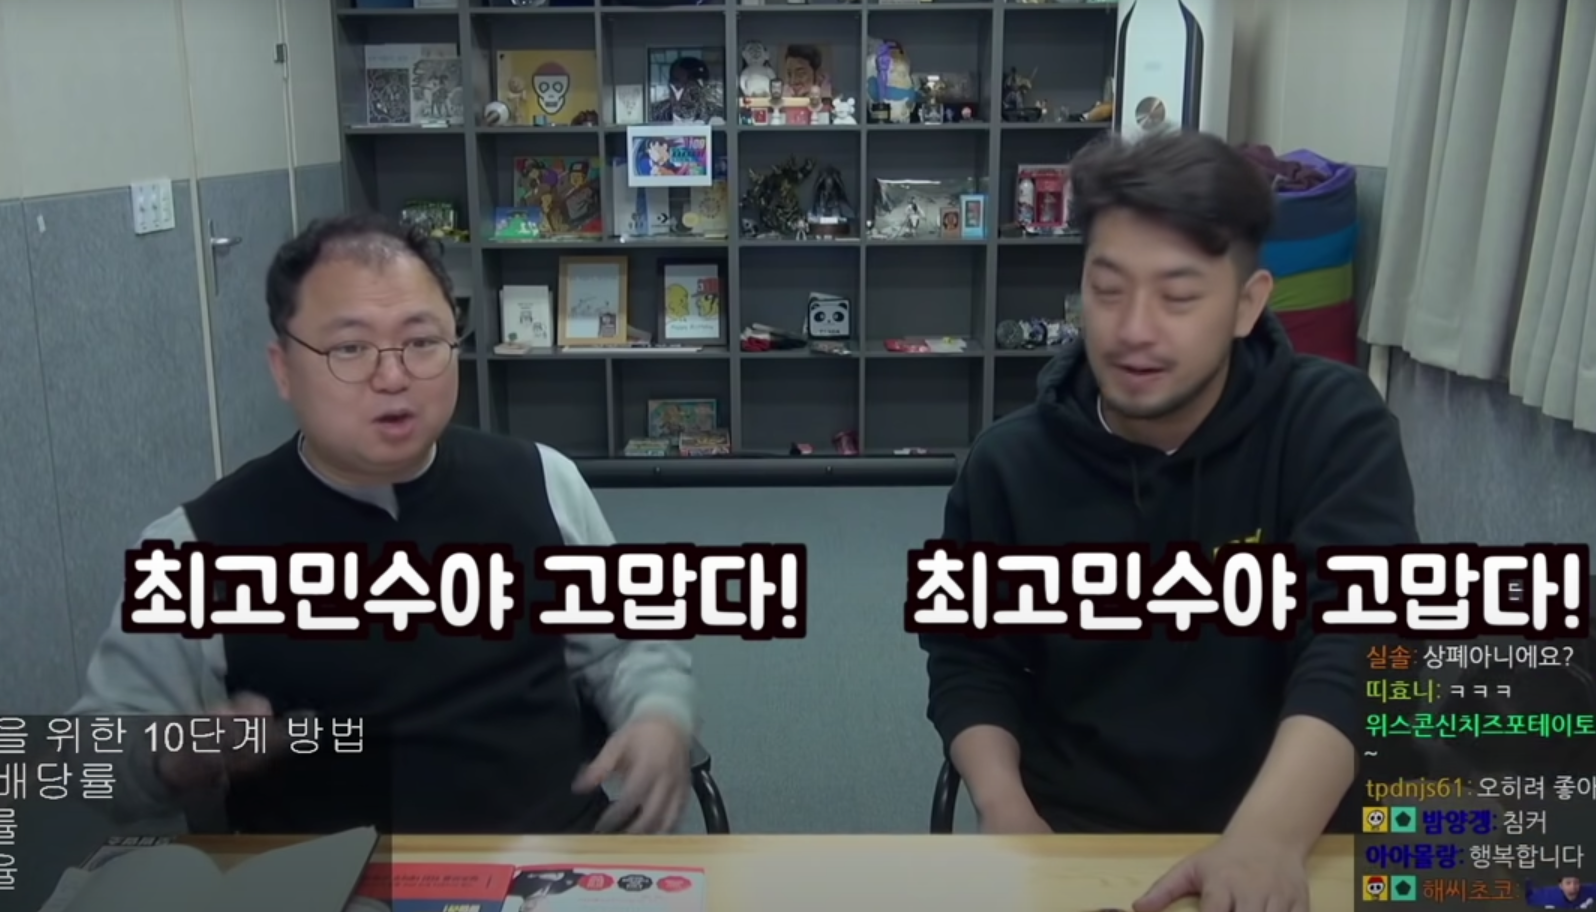 최고민수야 고맙다!
최고민수야 고맙다!
을 위한 10단계 방법
배당률
률
율
실솔: 상폐아니에요?
띠효니: ㅋㅋㅋ
위스콘신치즈포테이토
~
tpdnjs61: 오히려 좋아
밤양갱: 침커
아아몰랑: 행복합니다
해씨초코: